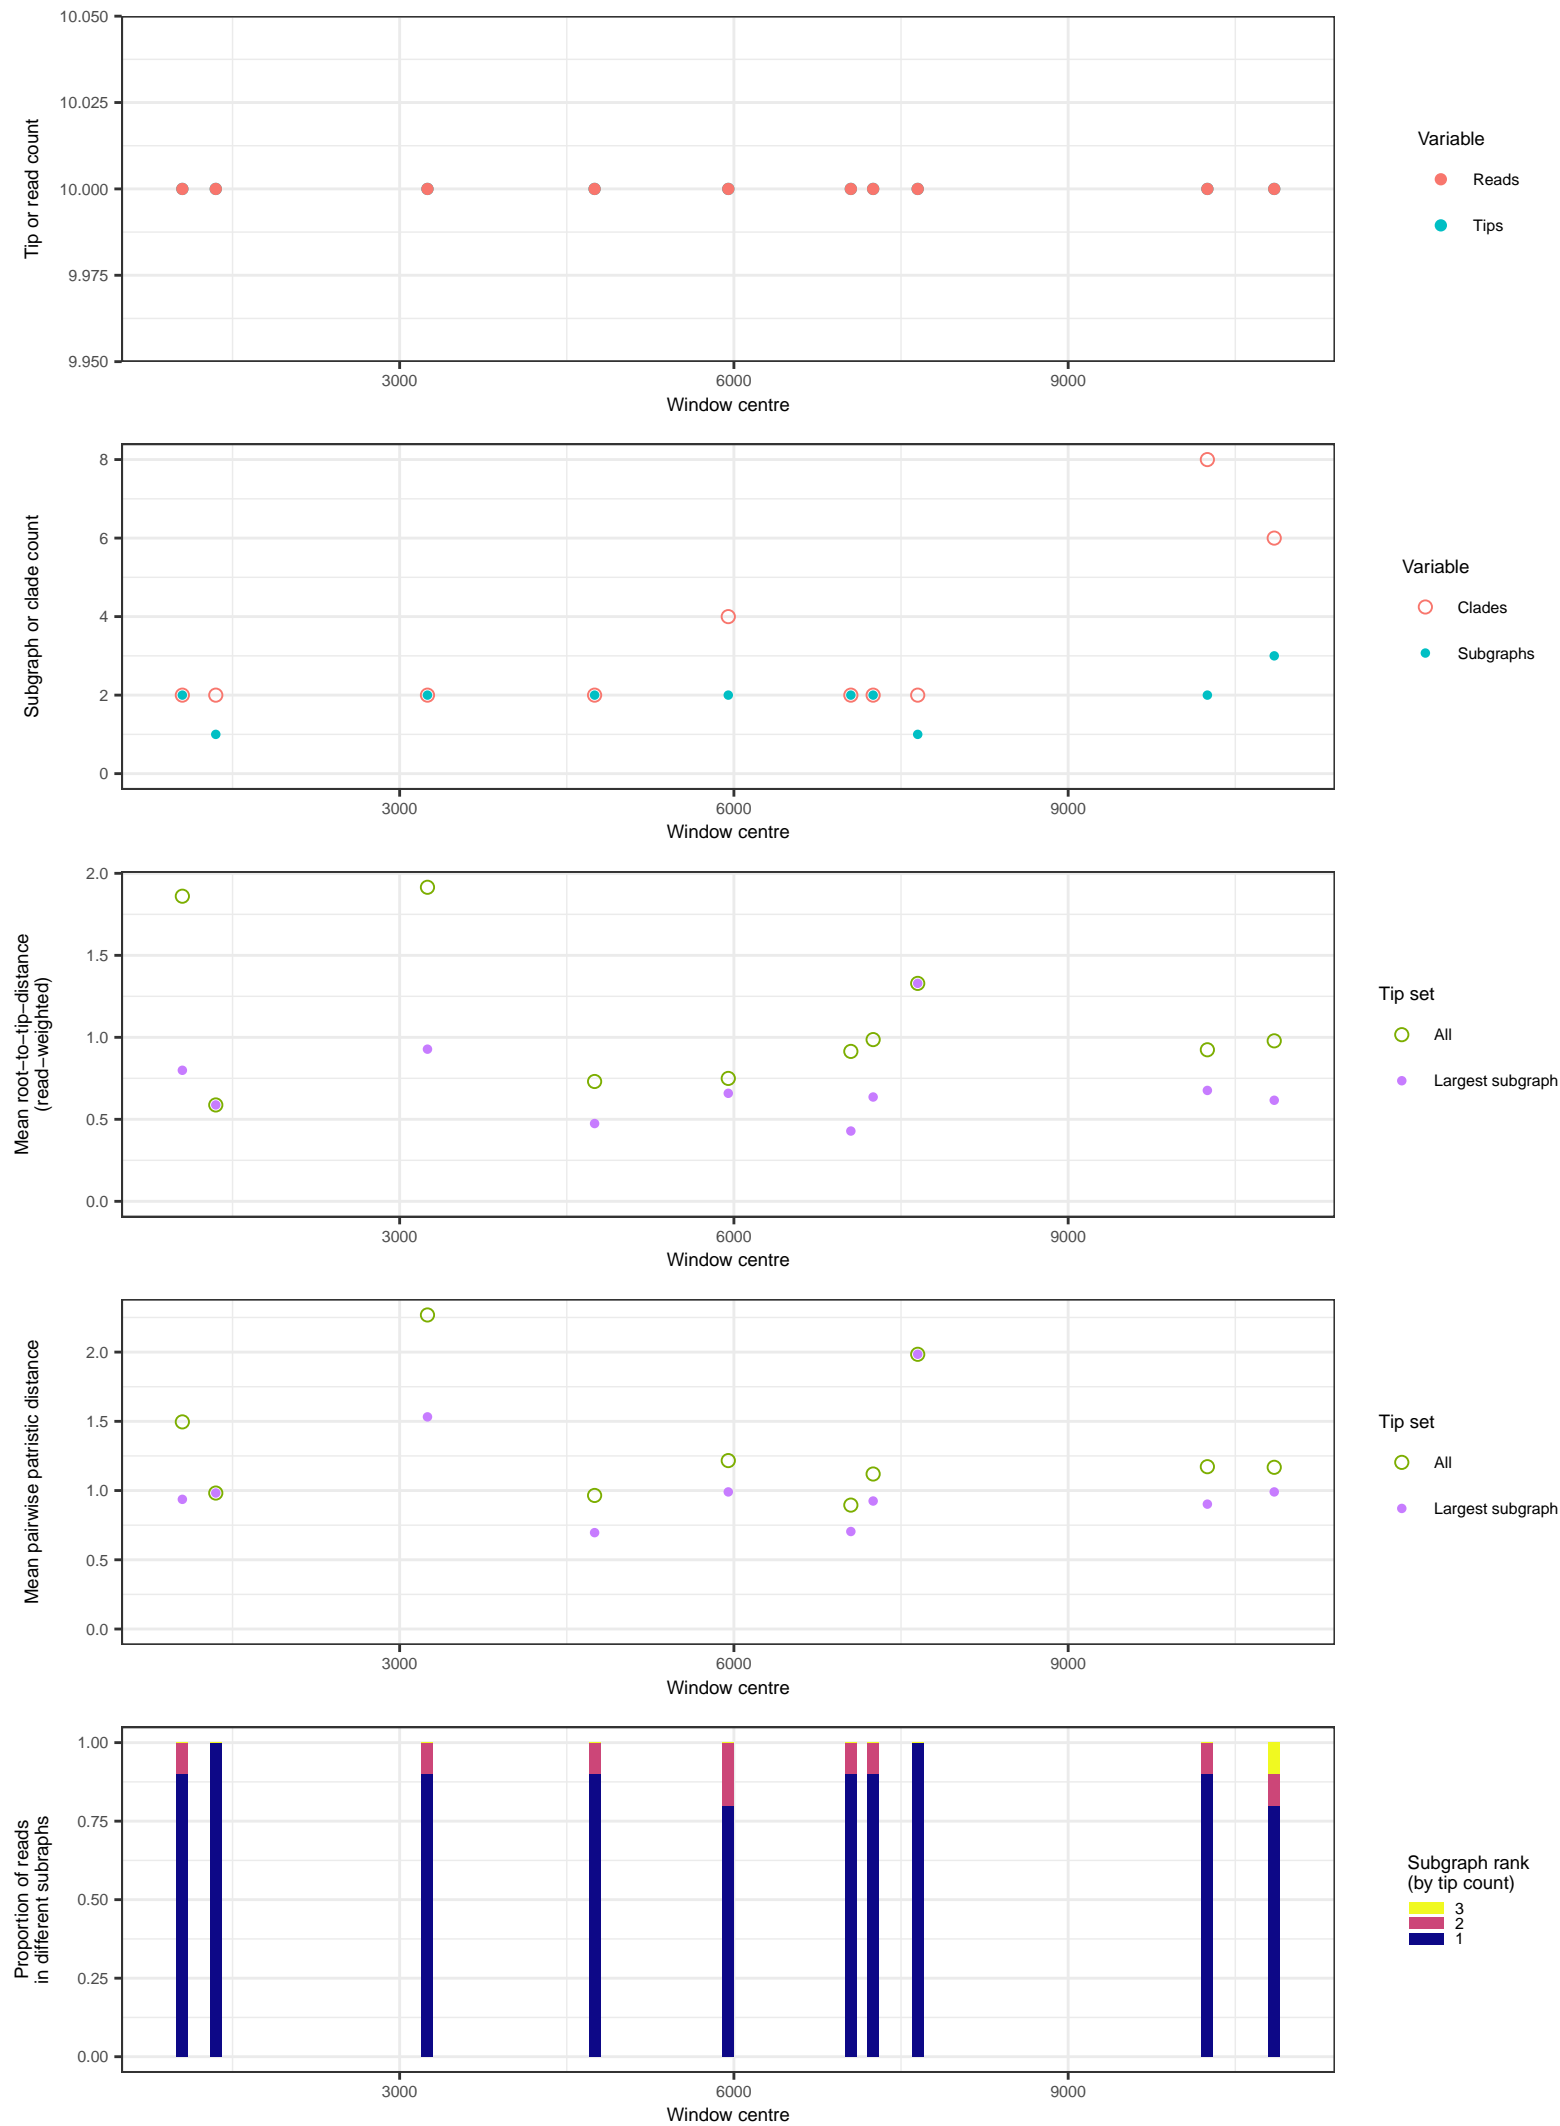 10.050
10.025
10.000
9.975
9.950
Tip or read count
3000
6000
9000
Window centre
Variable
Reads
Tips
8
6
4
2
0
Subgraph or clade count
3000
6000
9000
Window centre
Variable
Clades
Subgraphs
2.0
1.5
1.0
0.5
0.0
Mean root−to−tip−distance
(read−weighted)
3000
6000
9000
Window centre
Tip set
All
Largest subgraph
2.0
1.5
1.0
0.5
0.0
Mean pairwise patristic distance
3000
6000
9000
Window centre
Tip set
All
Largest subgraph
1.00
0.75
0.50
0.25
0.00
Proportion of reads
in different subraphs
3000
6000
9000
Window centre
Subgraph rank
(by tip count)
3
2
1